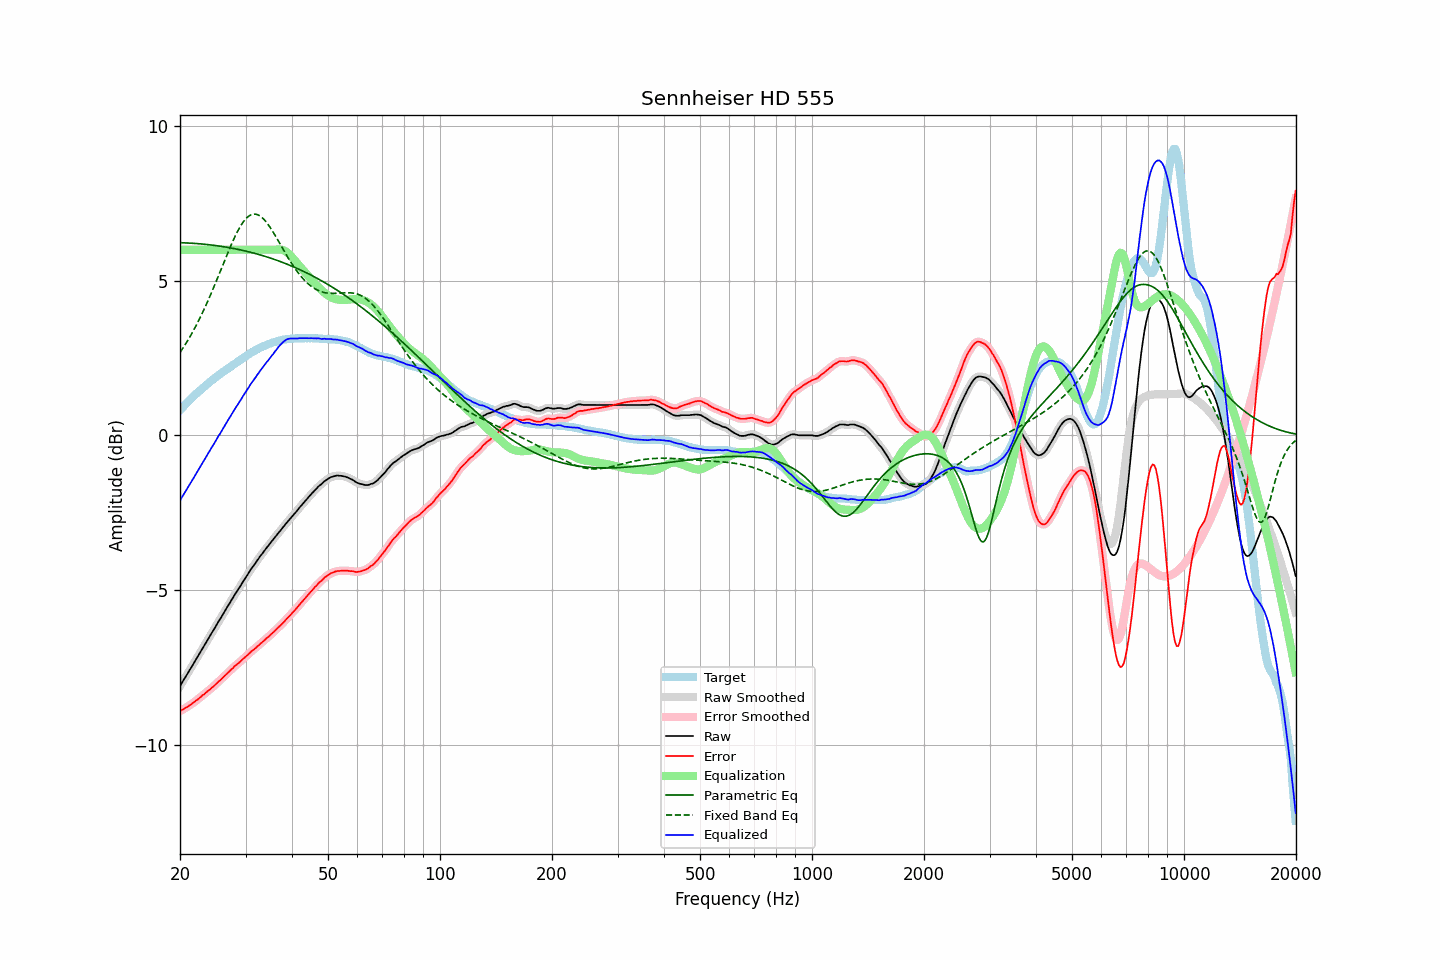 Sennheiser HD 555
10
5
0
−5
−10
Amplitude (dBr)
20
50
100
200
500
1000
2000
5000
10000
20000
Frequency (Hz)
Target
Raw Smoothed
Error Smoothed
Raw
Error
Equalization
Parametric Eq
Fixed Band Eq
Equalized